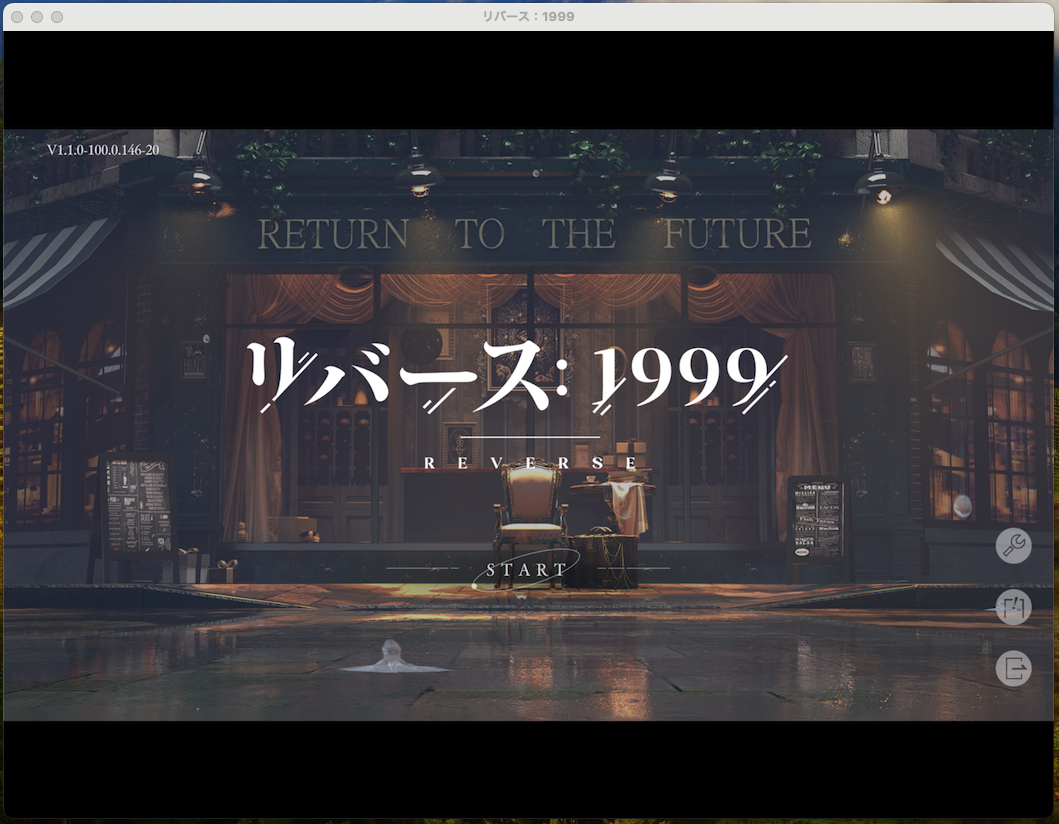 リバース：1999
V1.1.0-100.0.146-20
RETURN TO THE FUTURE
リバース: 1999
REVERSE
MENU
START